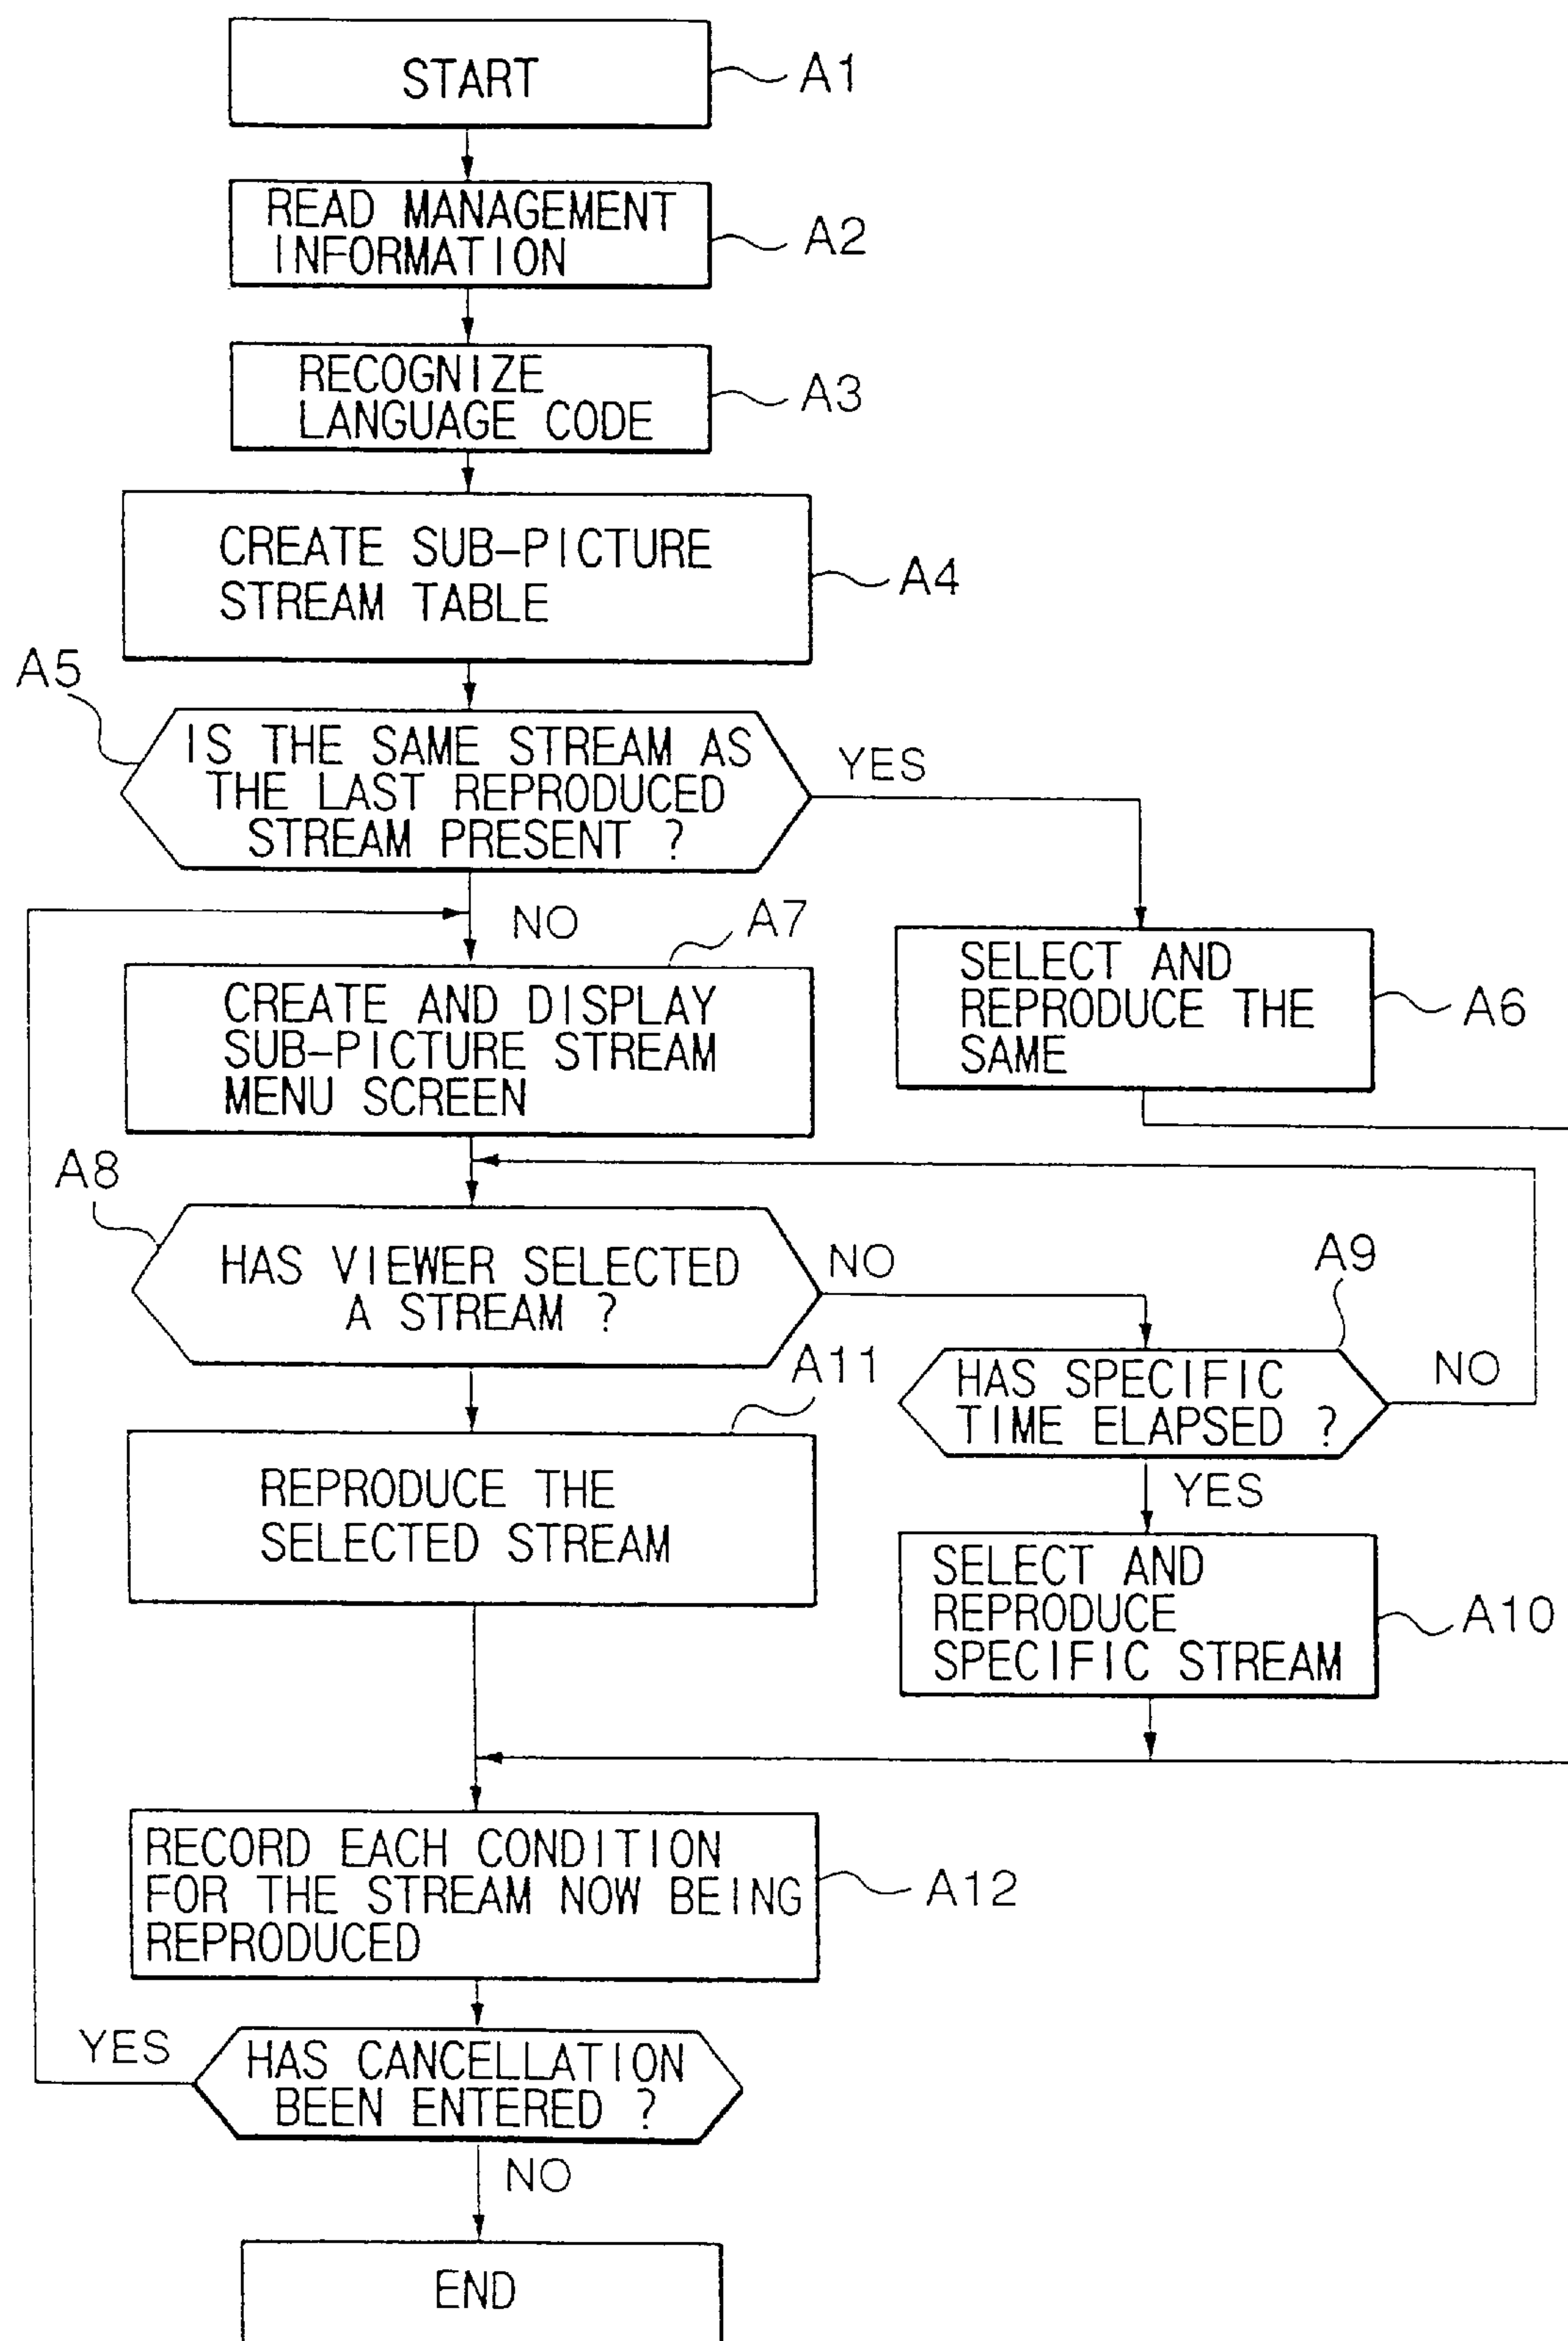 START
A1
READ MANAGEMENT
INFORMATION
A2
RECOGNIZE
LANGUAGE CODE
A3
CREATE SUB-PICTURE
STREAM TABLE
A4
A5
IS THE SAME STREAM AS
THE LAST REPRODUCED
STREAM PRESENT ?
YES
NO
SELECT AND
REPRODUCE THE
SAME
A6
A7
CREATE AND DISPLAY
SUB-PICTURE STREAM
MENU SCREEN
A8
HAS VIEWER SELECTED
A STREAM ?
NO
A9
HAS SPECIFIC
TIME ELAPSED ?
NO
YES
A11
REPRODUCE THE
SELECTED STREAM
SELECT AND
REPRODUCE
SPECIFIC STREAM
A10
RECORD EACH CONDITION
FOR THE STREAM NOW BEING
REPRODUCED
A12
YES
HAS CANCELLATION
BEEN ENTERED ?
NO
END